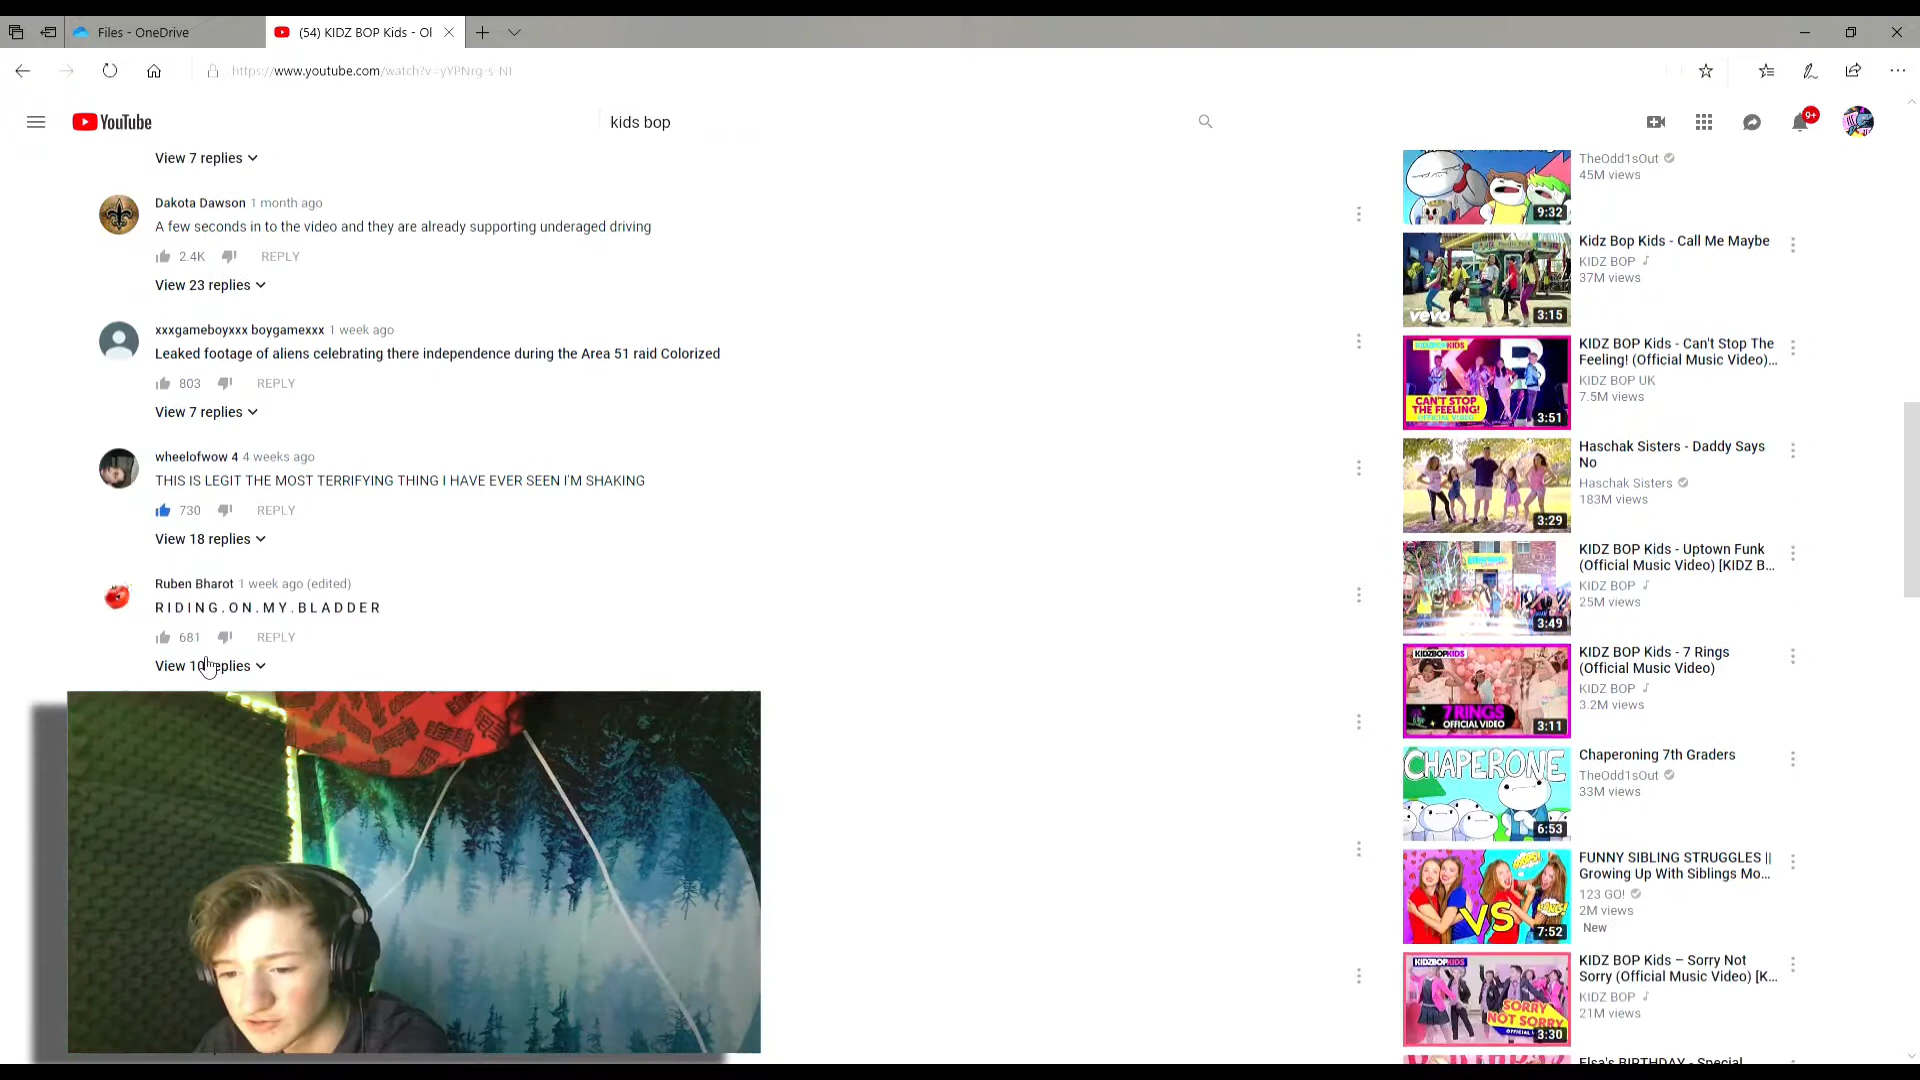 Files - OneDrive
(54) KIDZ BOP Kids - Ol
https://www.youtube.com/watch?v=yYPNrg-s-NI
YouTube
kids bop
9+
View 7 replies
Dakota Dawson 1 month ago
A few seconds in to the video and they are already supporting underaged driving
2.4K REPLY
View 23 replies
xxxgameboyxxx boygamexxx 1 week ago
Leaked footage of aliens celebrating there independence during the Area 51 raid Colorized
803 REPLY
View 7 replies
wheelofwow 4 4 weeks ago
THIS IS LEGIT THE MOST TERRIFYING THING I HAVE EVER SEEN I'M SHAKING
730 REPLY
View 18 replies
Ruben Bharot 1 week ago (edited)
R I D I N G . O N . M Y . B L A D D E R
681 REPLY
View 10 replies
TheOdd1sOut
45M views
9:32
Kidz Bop Kids - Call Me Maybe
KIDZ BOP
37M views
vevo
3:15
KIDZ BOP Kids - Can't Stop The
Feeling! (Official Music Video)...
KIDZ BOP UK
7.5M views
KIDZBOPKIDS
K B
CAN'T STOP
THE FEELING!
OFFICIAL VIDEO
3:51
Haschak Sisters - Daddy Says
No
Haschak Sisters
183M views
3:29
KIDZ BOP Kids - Uptown Funk
(Official Music Video) [KIDZ B...
KIDZ BOP
25M views
3:49
KIDZ BOP Kids - 7 Rings
(Official Music Video)
KIDZ BOP
3.2M views
KIDZBOPKIDS
7 RINGS
OFFICIAL VIDEO
3:11
Chaperoning 7th Graders
TheOdd1sOut
33M views
CHAPERONE
6:53
FUNNY SIBLING STRUGGLES ||
Growing Up With Siblings Mo...
123 GO!
2M views
New
VS
7:52
KIDZ BOP Kids – Sorry Not
Sorry (Official Music Video) [K...
KIDZ BOP
21M views
KIDZBOPKIDS
SORRY
NOT SORRY
3:30
Elsa's BIRTHDAY - Special